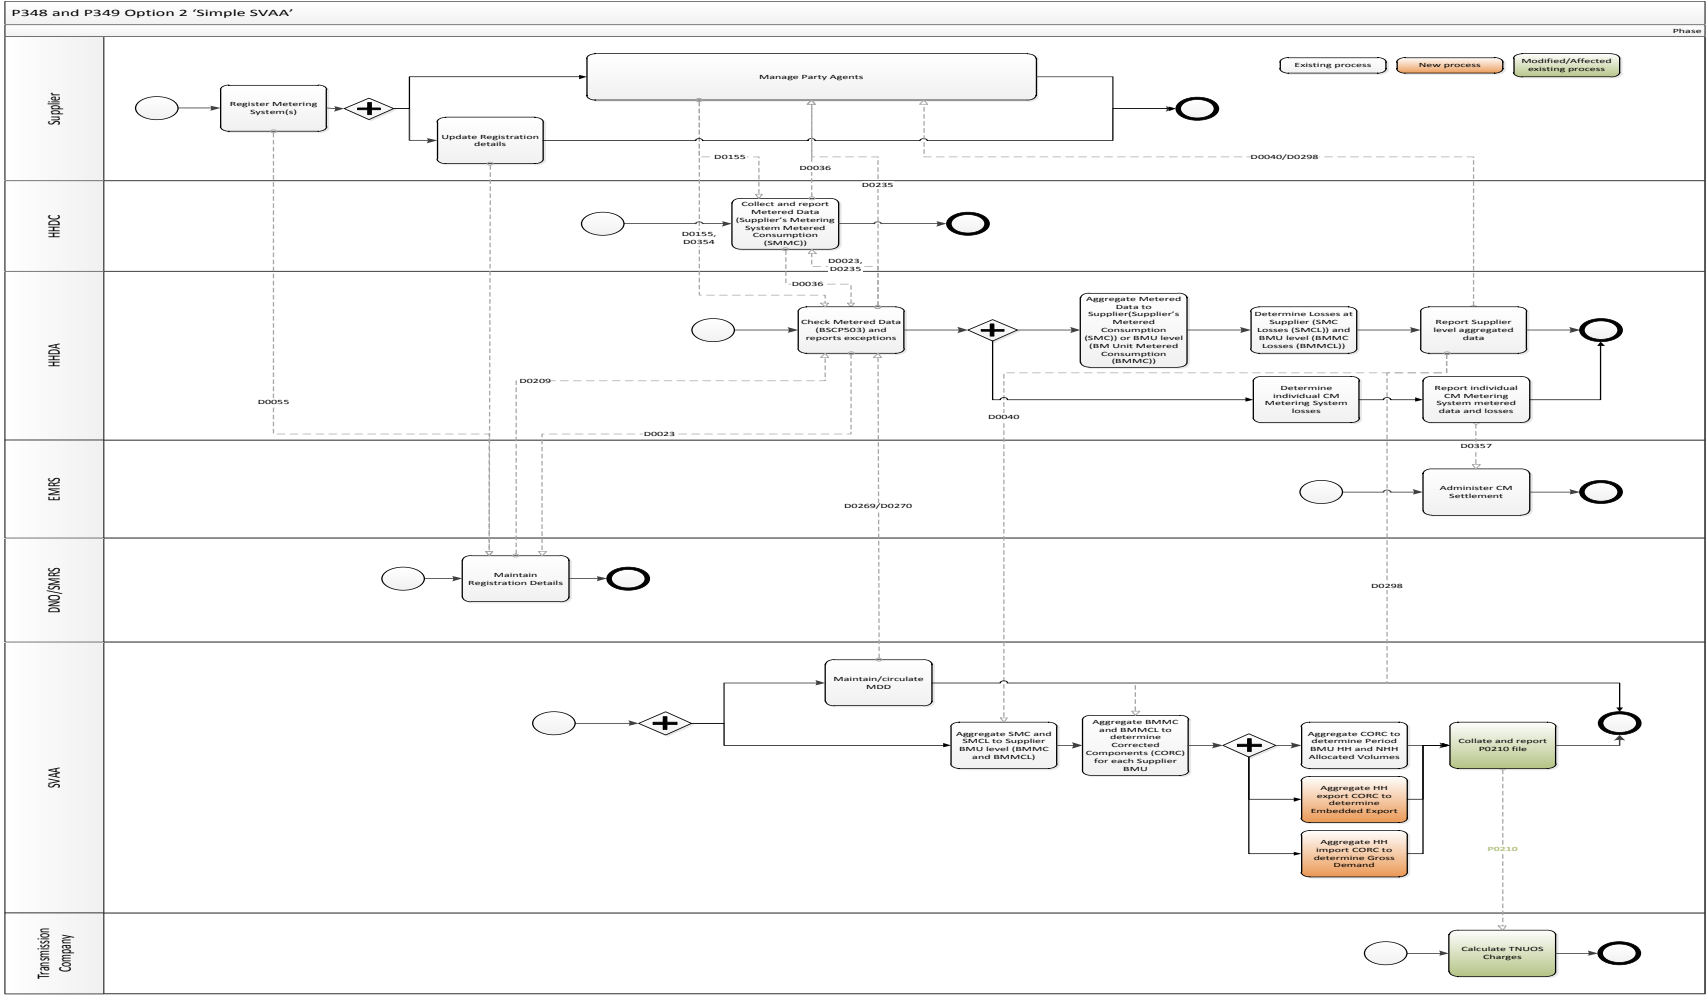 P348 and P349 Option 2 ‘Simple SVAA’
Phase
Supplier
Register Metering
System(s)
Manage Party Agents
Update Registration
details
Existing process
New process
Modified/Affected
existing process
D0155
D0036
D0040/D0298
D0235
HHDC
Collect and report
Metered Data
(Supplier’s Metering
System Metered
Consumption
(SMMC))
D0155,
D0354
D0023,
D0235
D0036
HHDA
Check Metered Data
(BSCP503) and
reports exceptions
Aggregate Metered
Data to
Supplier(Supplier’s
Metered
Consumption
(SMC)) or BMU level
(BM Unit Metered
Consumption
(BMMC))
Determine Losses at
Supplier (SMC
Losses (SMCL)) and
BMU level (BMMC
Losses (BMMCL))
Report Supplier
level aggregated
data
Determine
individual CM
Metering System
losses
Report individual
CM Metering
System metered
data and losses
D0209
D0055
D0040
D0023
EMRS
D0357
Administer CM
Settlement
D0269/D0270
DNO/SMRS
Maintain
Registration Details
D0298
SVAA
Maintain/circulate
MDD
Aggregate SMC and
SMCL to Supplier
BMU level (BMMC
and BMMCL)
Aggregate BMMC
and BMMCL to
determine
Corrected
Components (CORC)
for each Supplier
BMU
Aggregate CORC to
determine Period
BMU HH and NHH
Allocated Volumes
Collate and report
P0210 file
Aggregate HH
export CORC to
determine
Embedded Export
Aggregate HH
import CORC to
determine Gross
Demand
P0210
Transmission
Company
Calculate TNUOS
Charges